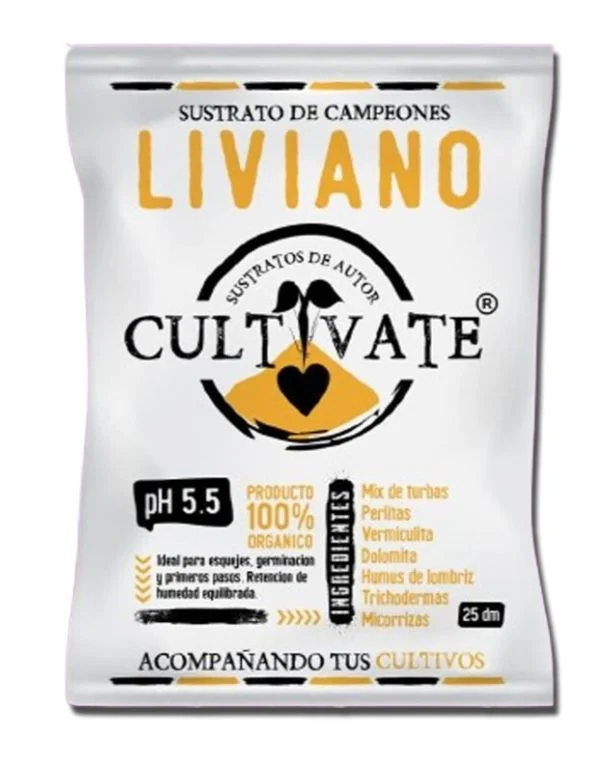 SUSTRATO DE CAMPEONES
LIVIANO
SUSTRATOS DE AUTOR
CULTIVATE®
pH 5.5
PRODUCTO
100%
ORGANICO
Ideal para esquejes, germinacion
y primeros pasos. Retencion de
humedad equilibrada.
INGREDIENTES
Mix de turbas
Perlitas
Vermiculita
Dolomita
Humus de lombriz
Trichodermas
Micorrizas
25 dm
ACOMPAÑANDO TUS CULTIVOS